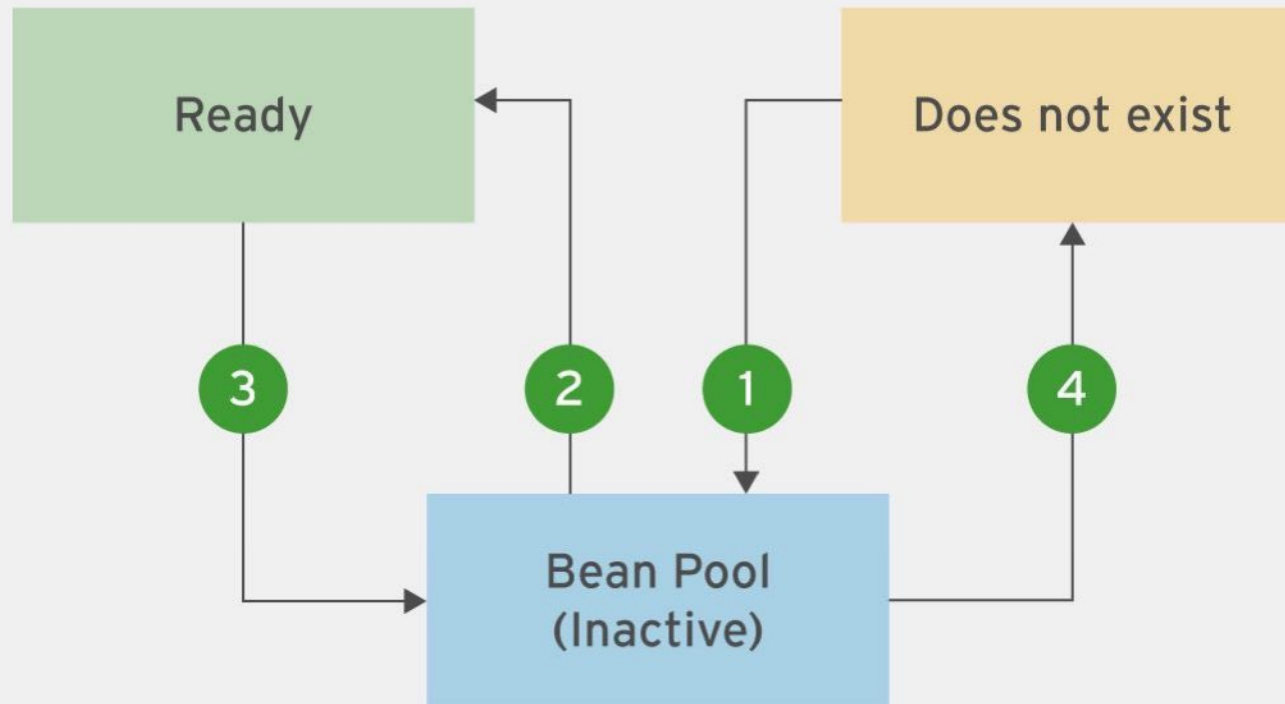 Ready
Does not exist
3
2
1
4
Bean Pool
(Inactive)